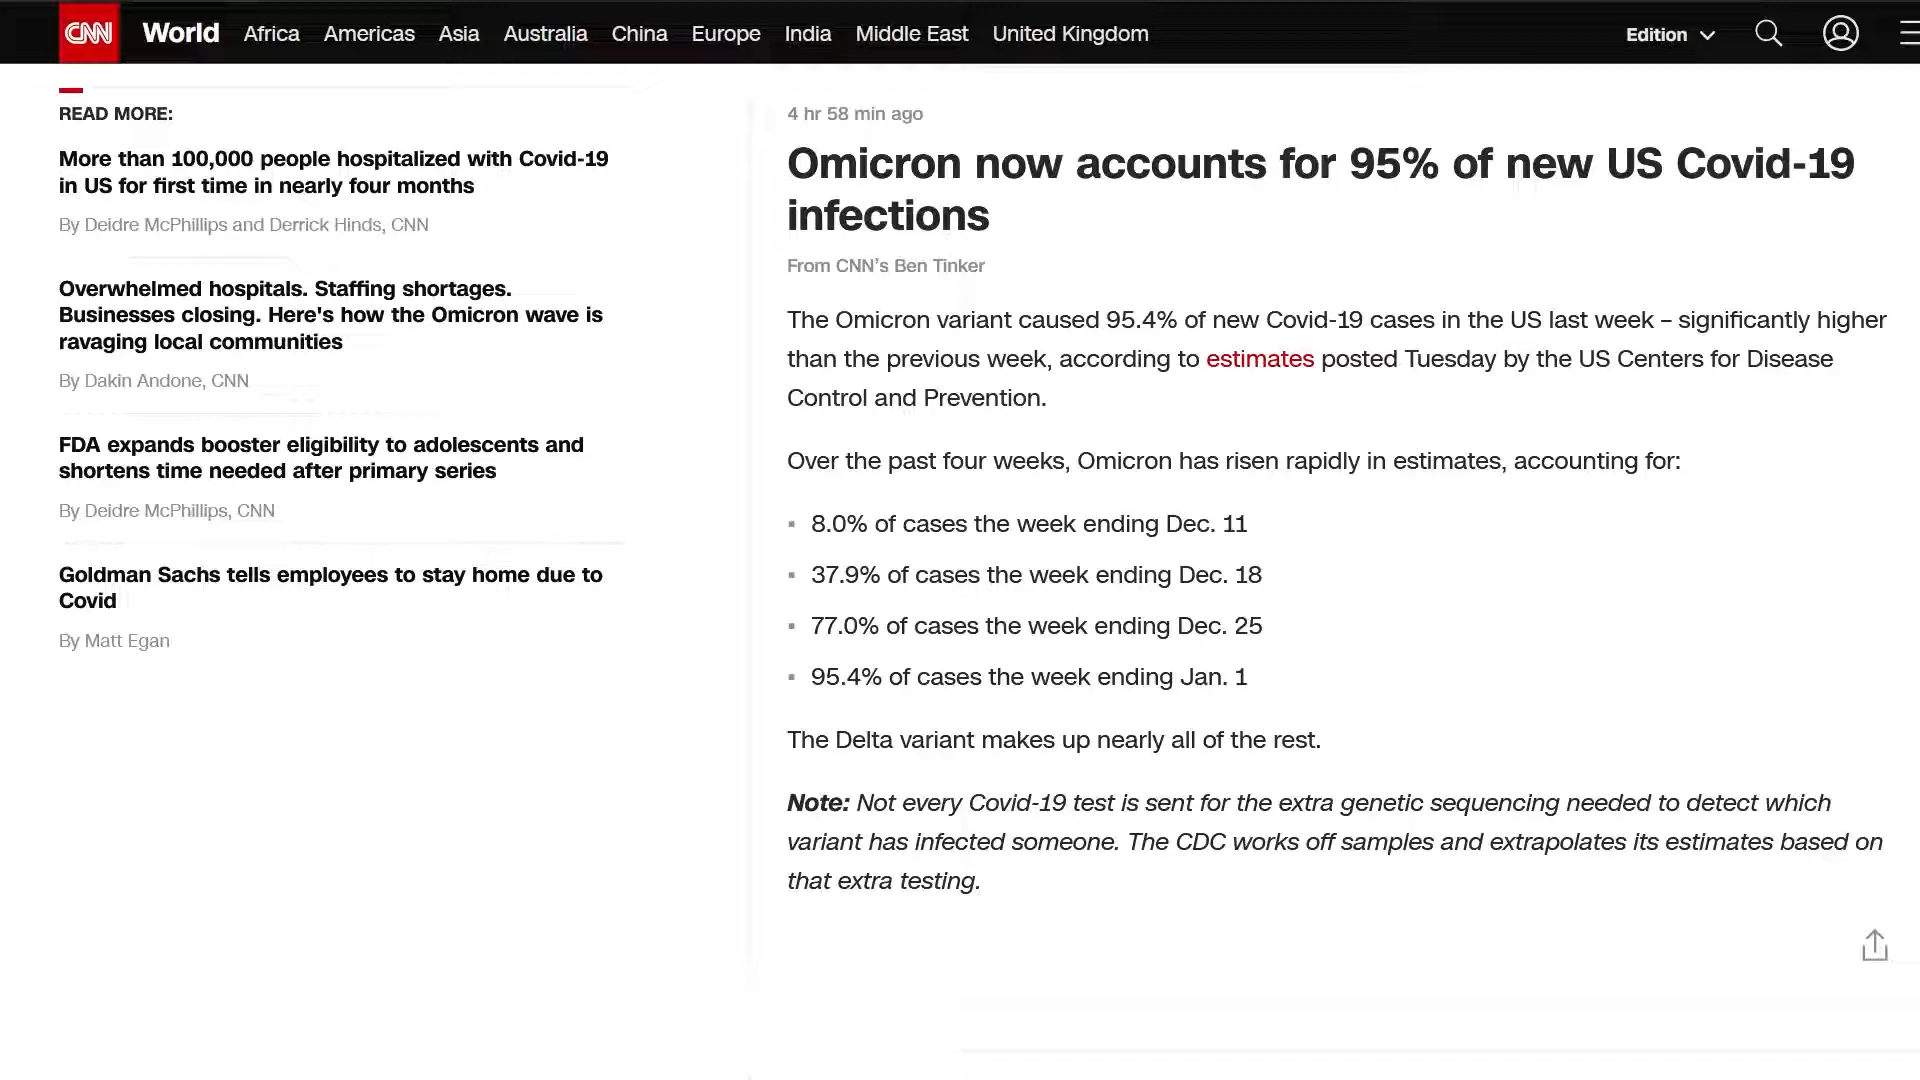 CNN World Africa Americas Asia Australia China Europe India Middle East United Kingdom Edition
READ MORE:
More than 100,000 people hospitalized with Covid-19
in US for first time in nearly four months
By Deidre McPhillips and Derrick Hinds, CNN
Overwhelmed hospitals. Staffing shortages.
Businesses closing. Here's how the Omicron wave is
ravaging local communities
By Dakin Andone, CNN
FDA expands booster eligibility to adolescents and
shortens time needed after primary series
By Deidre McPhillips, CNN
Goldman Sachs tells employees to stay home due to
Covid
By Matt Egan
4 hr 58 min ago
Omicron now accounts for 95% of new US Covid-19
infections
From CNN’s Ben Tinker
The Omicron variant caused 95.4% of new Covid-19 cases in the US last week – significantly higher
than the previous week, according to estimates posted Tuesday by the US Centers for Disease
Control and Prevention.
Over the past four weeks, Omicron has risen rapidly in estimates, accounting for:
▪ 8.0% of cases the week ending Dec. 11
▪ 37.9% of cases the week ending Dec. 18
▪ 77.0% of cases the week ending Dec. 25
▪ 95.4% of cases the week ending Jan. 1
The Delta variant makes up nearly all of the rest.
Note: Not every Covid-19 test is sent for the extra genetic sequencing needed to detect which
variant has infected someone. The CDC works off samples and extrapolates its estimates based on
that extra testing.